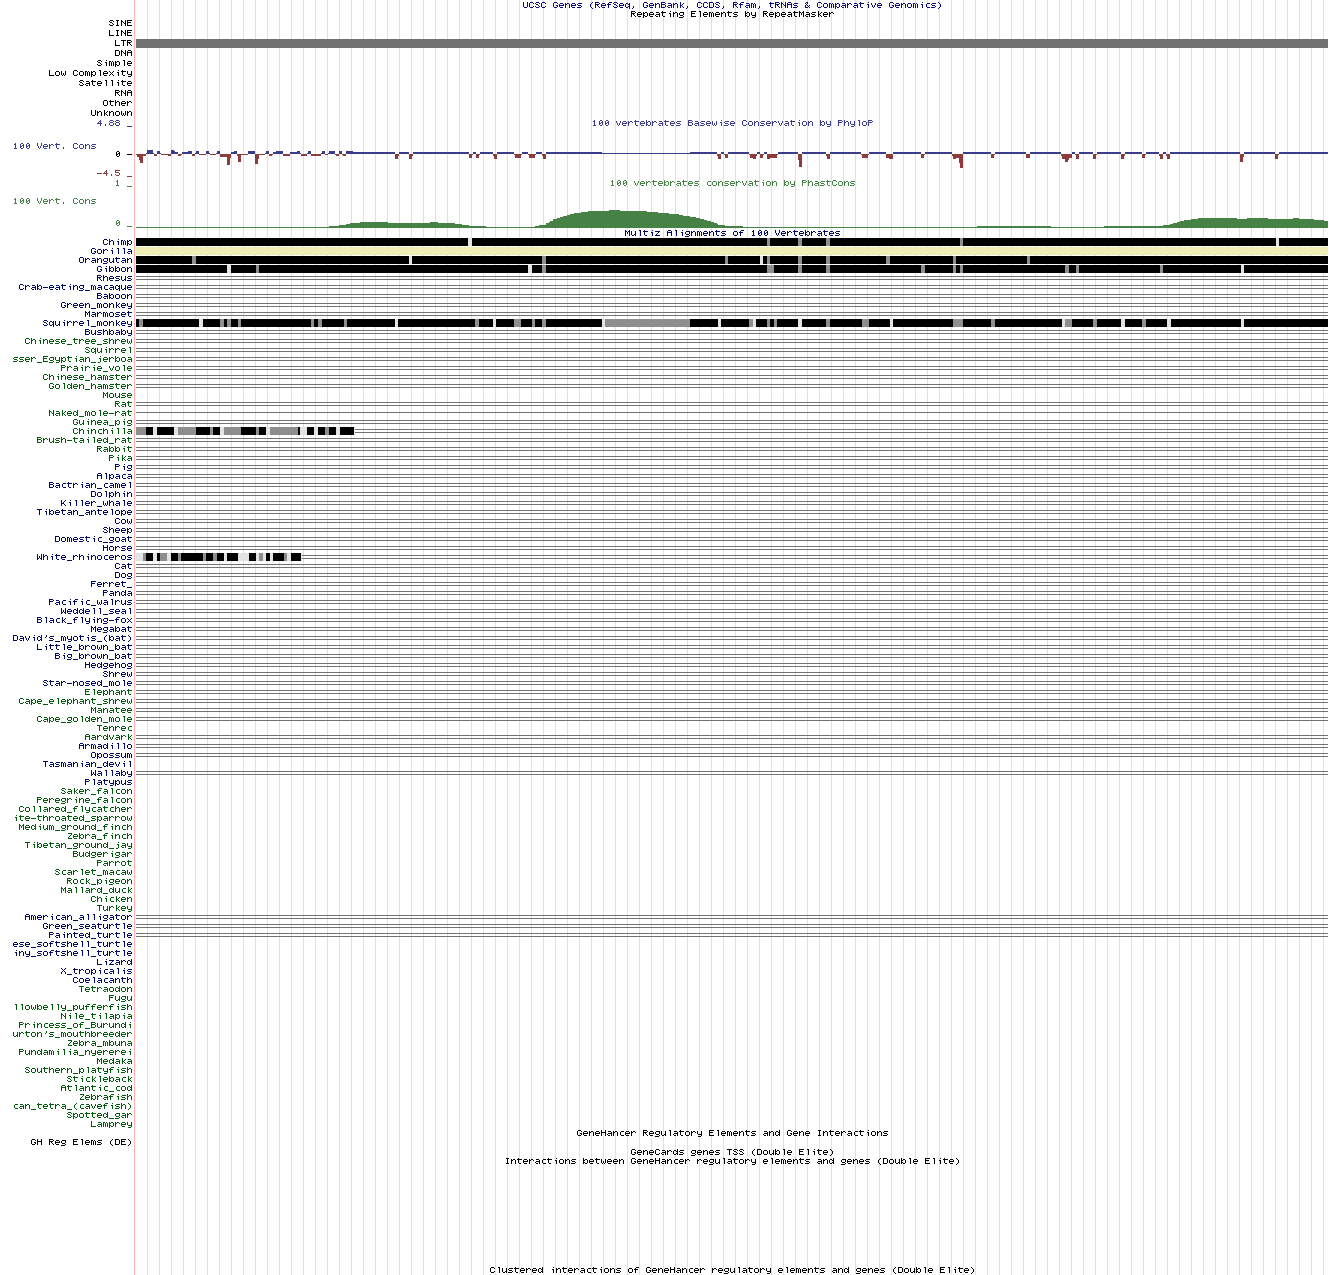 UCSC Genes (RefSeq, GenBank, CCDS, Rfam, tRNAs & Comparative Genomics)
Repeating Elements by RepeatMasker
SINE
LINE
LTR
DNA
Simple
Low Complexity
Satellite
RNA
Other
Unknown
100 vertebrates Basewise Conservation by PhyloP
4.88 _
100 Vert. Cons
0 _
-4.5 _
100 vertebrates conservation by PhastCons
1 _
100 Vert. Cons
0 _
Multiz Alignments of 100 Vertebrates
Chimp
Gorilla
Orangutan
Gibbon
Rhesus
Crab-eating_macaque
Baboon
Green_monkey
Marmoset
Squirrel_monkey
Bushbaby
Chinese_tree_shrew
Squirrel
sser_Egyptian_jerboa
Prairie_vole
Chinese_hamster
Golden_hamster
Mouse
Rat
Naked_mole-rat
Guinea_pig
Chinchilla
Brush-tailed_rat
Rabbit
Pika
Pig
Alpaca
Bactrian_camel
Dolphin
Killer_whale
Tibetan_antelope
Cow
Sheep
Domestic_goat
Horse
White_rhinoceros
Cat
Dog
Ferret_
Panda
Pacific_walrus
Weddell_seal
Black_flying-fox
Megabat
David's_myotis_(bat)
Little_brown_bat
Big_brown_bat
Hedgehog
Shrew
Star-nosed_mole
Elephant
Cape_elephant_shrew
Manatee
Cape_golden_mole
Tenrec
Aardvark
Armadillo
Opossum
Tasmanian_devil
Wallaby
Platypus
Saker_falcon
Peregrine_falcon
Collared_flycatcher
ite-throated_sparrow
Medium_ground_finch
Zebra_finch
Tibetan_ground_jay
Budgerigar
Parrot
Scarlet_macaw
Rock_pigeon
Mallard_duck
Chicken
Turkey
American_alligator
Green_seaturtle
Painted_turtle
ese_softshell_turtle
iny_softshell_turtle
Lizard
X_tropicalis
Coelacanth
Tetraodon
Fugu
llowbelly_pufferfish
Nile_tilapia
Princess_of_Burundi
urton's_mouthbreeder
Zebra_mbuna
Pundamilia_nyererei
Medaka
Southern_platyfish
Stickleback
Atlantic_cod
Zebrafish
can_tetra_(cavefish)
Spotted_gar
Lamprey
GeneHancer Regulatory Elements and Gene Interactions
GH Reg Elems (DE)
GeneCards genes TSS (Double Elite)
Interactions between GeneHancer regulatory elements and genes (Double Elite)
Clustered interactions of GeneHancer regulatory elements and genes (Double Elite)